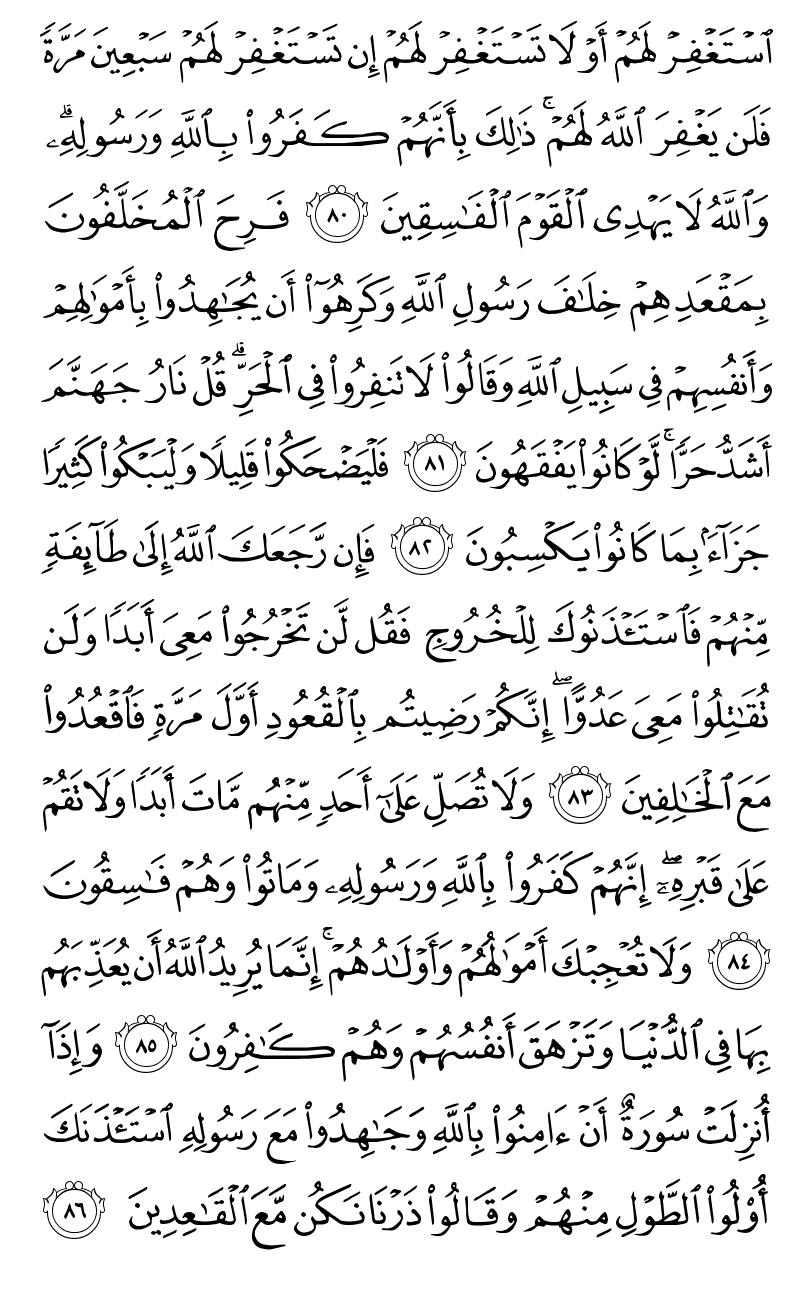 ٱسۡتَغۡفِرۡ لَهُمۡ أَوۡ لَا تَسۡتَغۡفِرۡ لَهُمۡ إِن تَسۡتَغۡفِرۡ لَهُمۡ سَبۡعِينَ مَرَّةٗ
فَلَن يَغۡفِرَ ٱللَّهُ لَهُمۡۚ ذَٰلِكَ بِأَنَّهُمۡ كَفَرُواْ بِٱللَّهِ وَرَسُولِهِۦۗ
وَٱللَّهُ لَا يَهۡدِي ٱلۡقَوۡمَ ٱلۡفَٰسِقِينَ ٨٠ فَرِحَ ٱلۡمُخَلَّفُونَ
بِمَقۡعَدِهِمۡ خِلَٰفَ رَسُولِ ٱللَّهِ وَكَرِهُوٓاْ أَن يُجَٰهِدُواْ بِأَمۡوَٰلِهِمۡ
وَأَنفُسِهِمۡ فِي سَبِيلِ ٱللَّهِ وَقَالُواْ لَا تَنفِرُواْ فِي ٱلۡحَرِّۗ قُلۡ نَارُ جَهَنَّمَ
أَشَدُّ حَرّٗاۚ لَّوۡ كَانُواْ يَفۡقَهُونَ ٨١ فَلۡيَضۡحَكُواْ قَلِيلٗا وَلۡيَبۡكُواْ كَثِيرٗا
جَزَآءَۢ بِمَا كَانُواْ يَكۡسِبُونَ ٨٢ فَإِن رَّجَعَكَ ٱللَّهُ إِلَىٰ طَآئِفَةٖ
مِّنۡهُمۡ فَٱسۡتَـٔۡذَنُوكَ لِلۡخُرُوجِ فَقُل لَّن تَخۡرُجُواْ مَعِيَ أَبَدٗا وَلَن
تُقَٰتِلُواْ مَعِيَ عَدُوًّاۖ إِنَّكُمۡ رَضِيتُم بِٱلۡقُعُودِ أَوَّلَ مَرَّةٖ فَٱقۡعُدُواْ
مَعَ ٱلۡخَٰلِفِينَ ٨٣ وَلَا تُصَلِّ عَلَىٰٓ أَحَدٖ مِّنۡهُم مَّاتَ أَبَدٗا وَلَا تَقُمۡ
عَلَىٰ قَبۡرِهِۦٓۖ إِنَّهُمۡ كَفَرُواْ بِٱللَّهِ وَرَسُولِهِۦ وَمَاتُواْ وَهُمۡ فَٰسِقُونَ
٨٤ وَلَا تُعۡجِبۡكَ أَمۡوَٰلُهُمۡ وَأَوۡلَٰدُهُمۡۚ إِنَّمَا يُرِيدُ ٱللَّهُ أَن يُعَذِّبَهُم
بِهَا فِي ٱلدُّنۡيَا وَتَزۡهَقَ أَنفُسُهُمۡ وَهُمۡ كَٰفِرُونَ ٨٥ وَإِذَآ
أُنزِلَتۡ سُورَةٌ أَنۡ ءَامِنُواْ بِٱللَّهِ وَجَٰهِدُواْ مَعَ رَسُولِهِ ٱسۡتَـٔۡذَنَكَ
أُوْلُواْ ٱلطَّوۡلِ مِنۡهُمۡ وَقَالُواْ ذَرۡنَا نَكُن مَّعَ ٱلۡقَٰعِدِينَ ٨٦